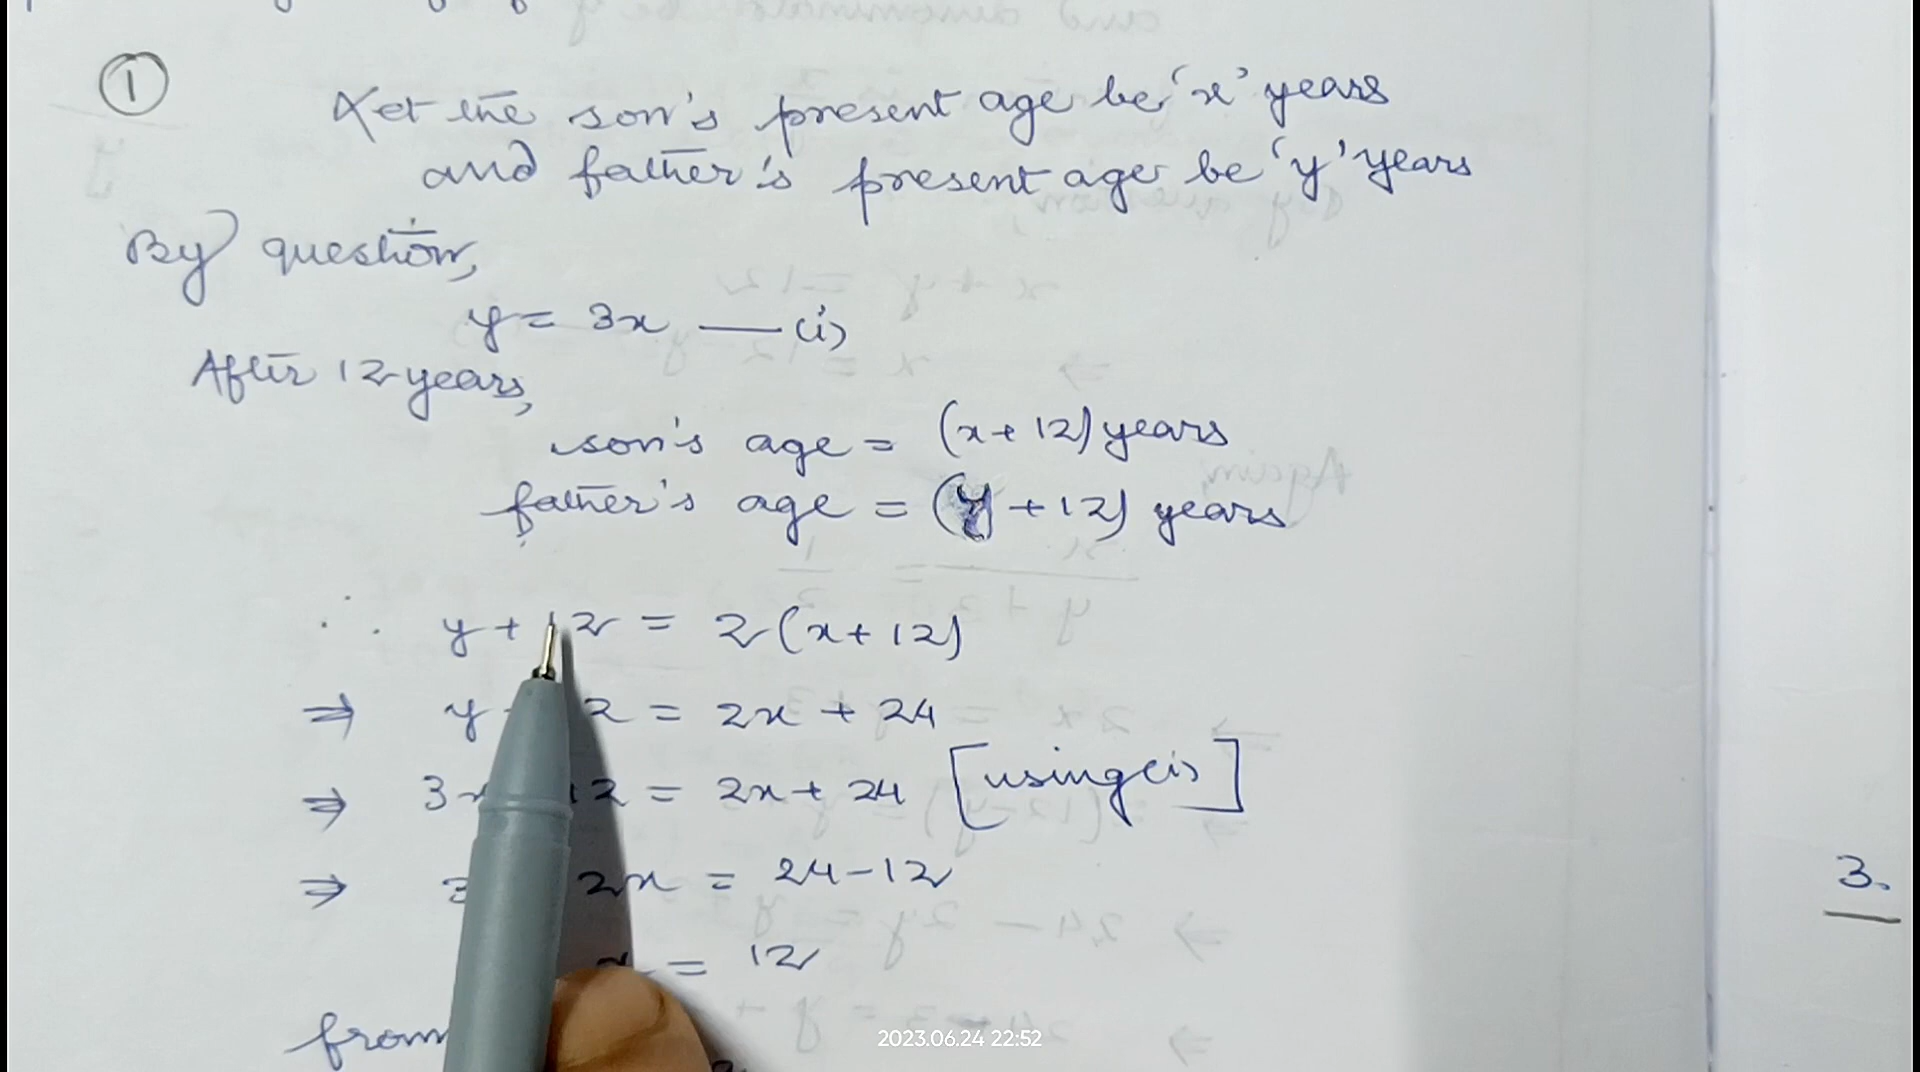 ①
Let the son's present age be 'x' years
and father's present age be 'y' years
By question,
y = 3x — (i)
After 12 years,
son's age = (x + 12) years
father's age = (y + 12) years
∴ y + 12 = 2 (x + 12)
⇒ y 2 = 2x + 24
⇒ 3x 12 = 2x + 24 [using (i)]
⇒ 3 2x = 24 - 12
x = 12
from
3.
2023.06.24 22:52